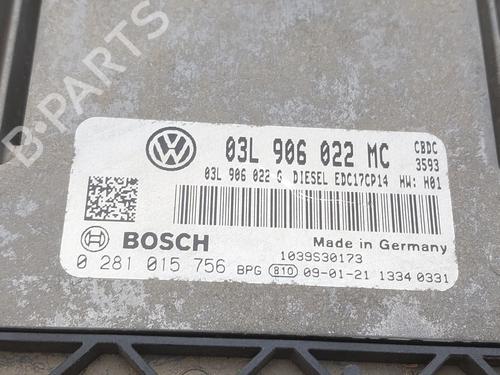 B-PARTS
VW
03L 906 022 MC
CBDC
3593
03L 906 022 G DIESEL EDC17CP14 HW: H01
BOSCH
Made in Germany
1039S30173
0 281 015 756 BPG 810 09-01-21 1334 0331